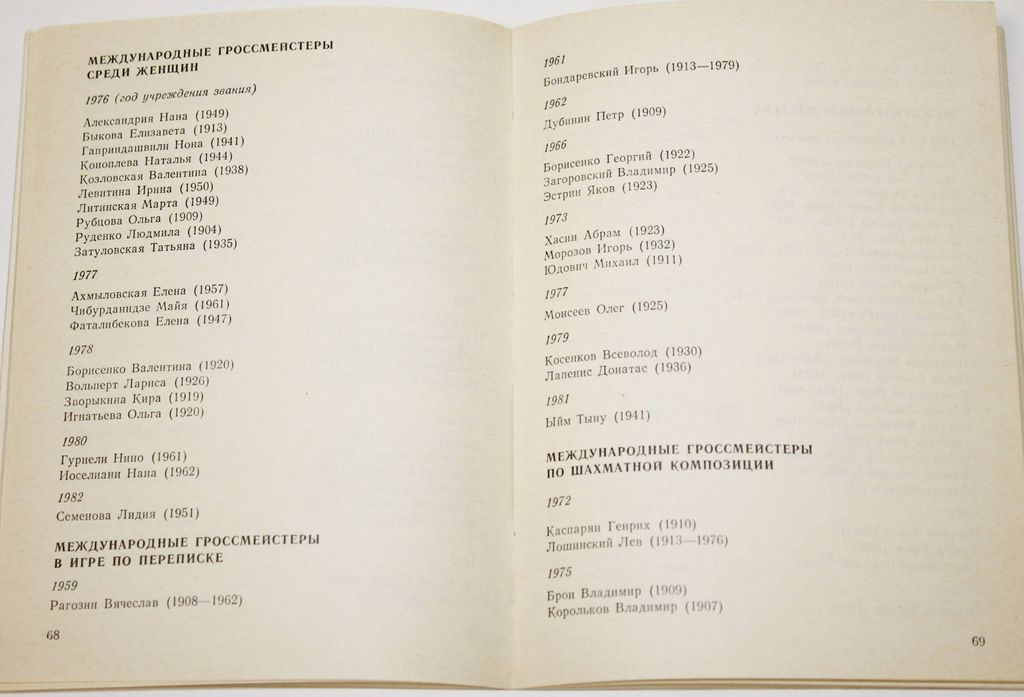 МЕЖДУНАРОДНЫЕ ГРОССМЕЙСТЕРЫ
СРЕДИ ЖЕНЩИН
1976 (год учреждения звания)
Александрия Нана (1949)
Быкова Елизавета (1913)
Гаприндашвили Нона (1941)
Коноплева Наталья (1944)
Козловская Валентина (1938)
Левитина Ирина (1950)
Литинская Марта (1949)
Рубцова Ольга (1909)
Руденко Людмила (1904)
Затуловская Татьяна (1935)
1977
Ахмыловская Елена (1957)
Чибурданидзе Майя (1961)
Фаталибекова Елена (1947)
1978
Борисенко Валентина (1920)
Вольперт Лариса (1926)
Зворыкина Кира (1919)
Игнатьева Ольга (1920)
1980
Гуриели Нино (1961)
Иоселиани Нана (1962)
1982
Семенова Лидия (1951)
МЕЖДУНАРОДНЫЕ ГРОССМЕЙСТЕРЫ
В ИГРЕ ПО ПЕРЕПИСКЕ
1959
Рагозин Вячеслав (1908—1962)
68
1961
Бондаревский Игорь (1913—1979)
1962
Дубинин Петр (1909)
1966
Борисенко Георгий (1922)
Загоровский Владимир (1925)
Эстрин Яков (1923)
1973
Хасин Абрам (1923)
Морозов Игорь (1932)
Юдович Михаил (1911)
1977
Моисеев Олег (1925)
1979
Косенков Всеволод (1930)
Лапенис Донатас (1936)
1981
Ыйм Тыну (1941)
МЕЖДУНАРОДНЫЕ ГРОССМЕЙСТЕРЫ
ПО ШАХМАТНОЙ КОМПОЗИЦИИ
1972
Каспарян Генрих (1910)
Лошинский Лев (1913—1976)
1975
Брон Владимир (1909)
Корольков Владимир (1907)
69